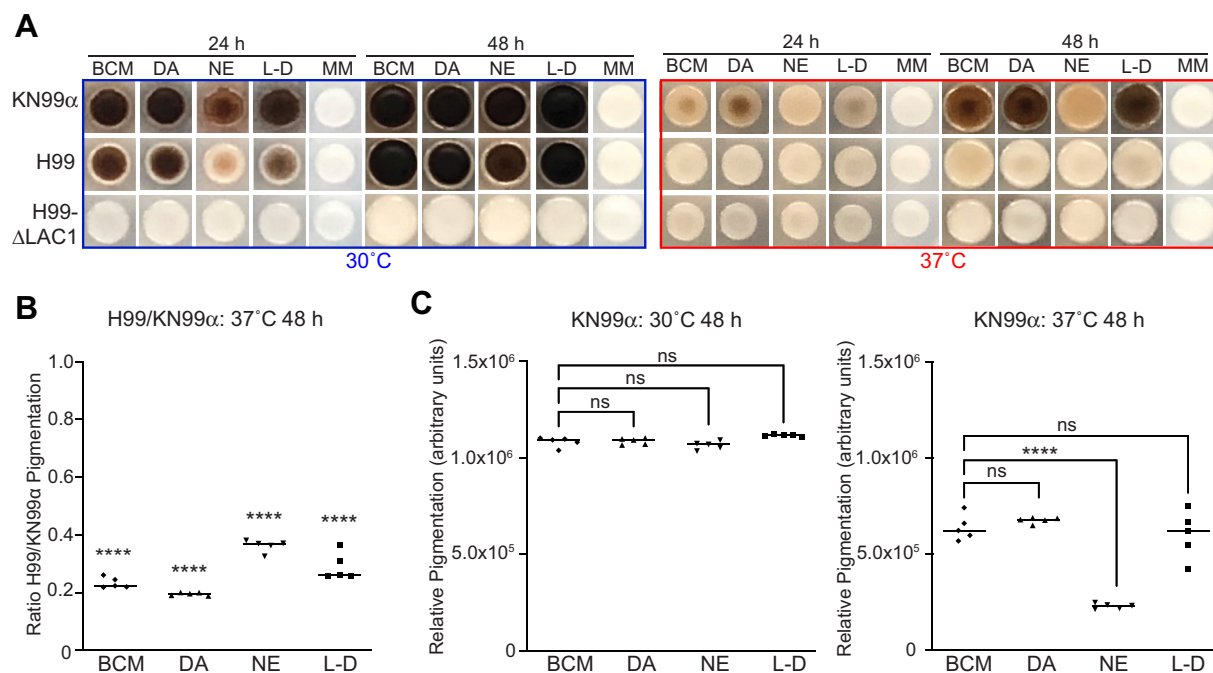 A
24 h 48 h 24 h 48 h
BCM DA NE L-D MM BCM DA NE L-D MM BCM DA NE L-D MM BCM DA NE L-D MM
KN99α
H99
H99-
ΔLAC1
30˚C 37˚C
B
H99/KN99α: 37˚C 48 h
Ratio H99/KN99α Pigmentation
1.0
0.8
0.6
0.4
0.2
0
**** **** **** ****
BCM DA NE L-D
C
KN99α: 30˚C 48 h
Relative Pigmentation (arbitrary units)
1.5x10⁶
1.0x10⁶
5.0x10⁵
0
ns
ns
ns
BCM DA NE L-D
KN99α: 37˚C 48 h
Relative Pigmentation (arbitrary units)
1.5x10⁶
1.0x10⁶
5.0x10⁵
0
ns
****
ns
BCM DA NE L-D